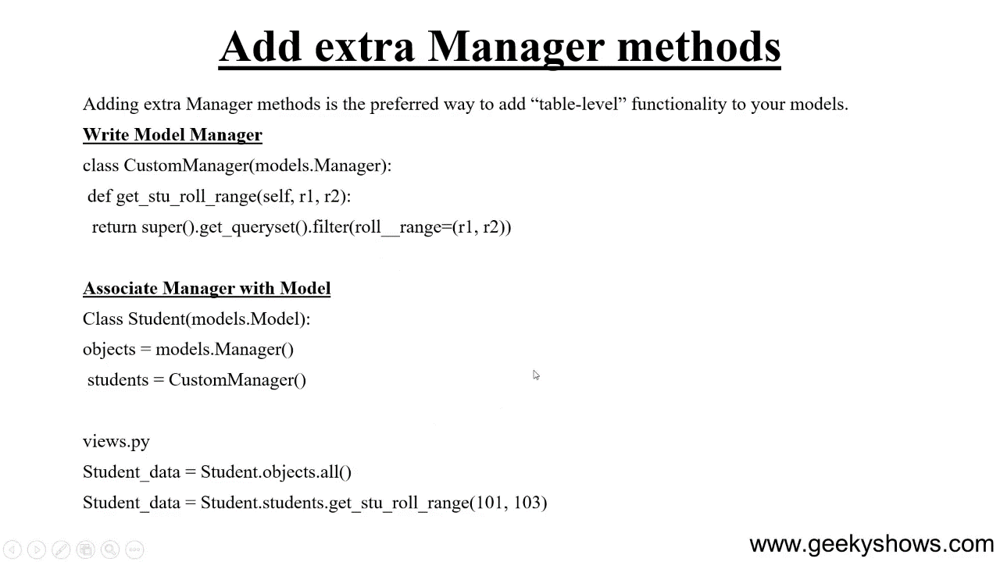 Add extra Manager methods
Adding extra Manager methods is the preferred way to add “table-level” functionality to your models.
Write Model Manager
class CustomManager(models.Manager):
def get_stu_roll_range(self, r1, r2):
return super().get_queryset().filter(roll__range=(r1, r2))
Associate Manager with Model
Class Student(models.Model):
objects = models.Manager()
students = CustomManager()
views.py
Student_data = Student.objects.all()
Student_data = Student.students.get_stu_roll_range(101, 103)
www.geekyshows.com